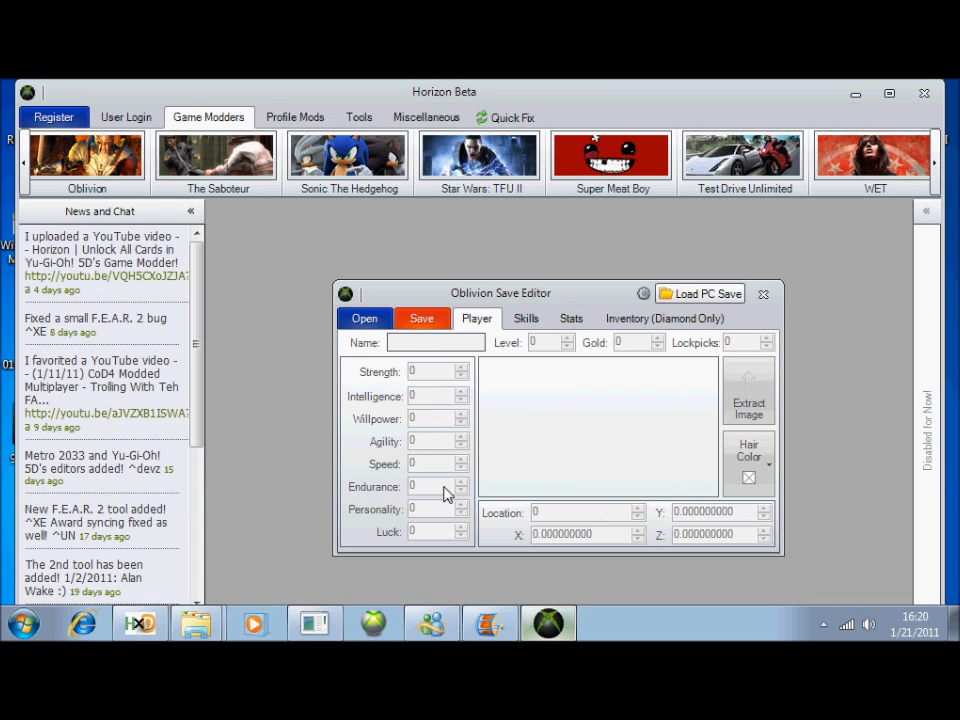 Horizon Beta
Register
User Login
Game Modders
Profile Mods
Tools
Miscellaneous
Quick Fix
Oblivion
The Saboteur
Sonic The Hedgehog
Star Wars: TFU II
Super Meat Boy
Test Drive Unlimited
WET
News and Chat
I uploaded a YouTube video -
- Horizon | Unlock All Cards in
Yu-Gi-Oh! 5D's Game Modder!
http://youtu.be/VQH5CXoJZJA?
a 4 days ago
Fixed a small F.E.A.R. 2 bug
^XE 8 days ago
I favorited a YouTube video -
- (1/11/11) CoD4 Modded
Multiplayer - Trolling With Teh
FA...
http://youtu.be/aJVZXB1ISWA?
a 9 days ago
Metro 2033 and Yu-Gi-Oh!
5D's editors added! ^devz 15
days ago
New F.E.A.R. 2 tool added!
^XE Award syncing fixed as
well! ^UN 17 days ago
The 2nd tool has been
added! 1/2/2011: Alan
Wake :) 19 days ago
Oblivion Save Editor
Load PC Save
Open
Save
Player
Skills
Stats
Inventory (Diamond Only)
Name:
Level: 0
Gold: 0
Lockpicks: 0
Strength: 0
Intelligence: 0
Willpower: 0
Agility: 0
Speed: 0
Endurance: 0
Personality: 0
Luck: 0
Extract
Image
Hair
Color
Location: 0
Y: 0.000000000
X: 0.000000000
Z: 0.000000000
Disabled for Now!
HXD
16:20
1/21/2011